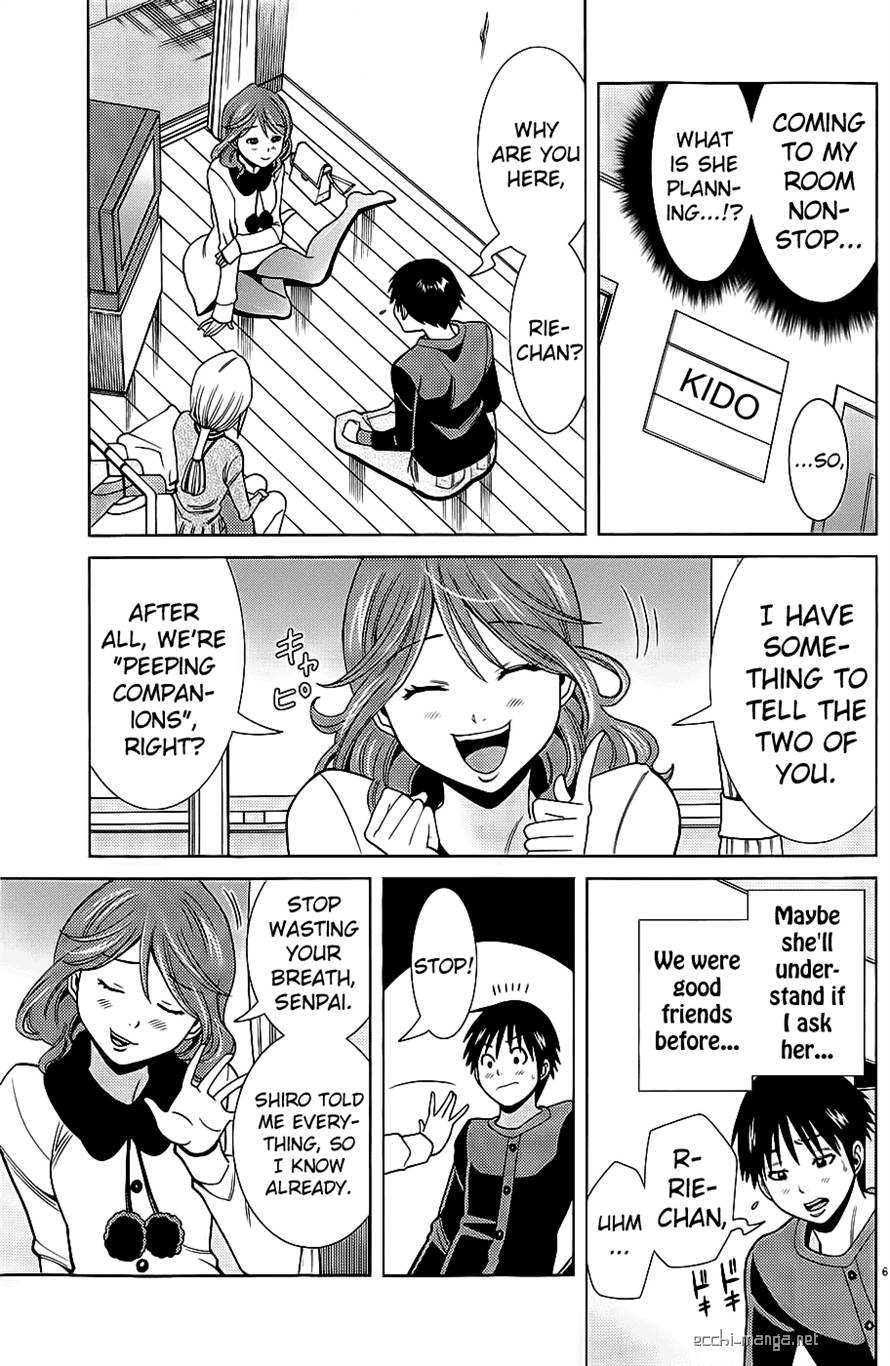 COMING
TO MY
ROOM
NON-
STOP...
WHAT
IS SHE
PLANN-
ING...!?
KIDO
...SO,
WHY
ARE YOU
HERE,
RIE-
CHAN?
I HAVE
SOME-
THING TO
TELL THE
TWO OF
YOU.
キャピ°
AFTER
ALL, WE'RE
"PEEPING
COMPAN-
IONS",
RIGHT?
Maybe
she'll
under-
stand if
I ask
her...
We were
good
friends
before...
R-
RIE-
CHAN,
UHM
...
ドキ
ドキ
STOP!
STOP
WASTING
YOUR
BREATH,
SENPAI.
SHIRO TOLD
ME EVERY-
THING, SO
I KNOW
ALREADY.
6
ecchi-manga.net